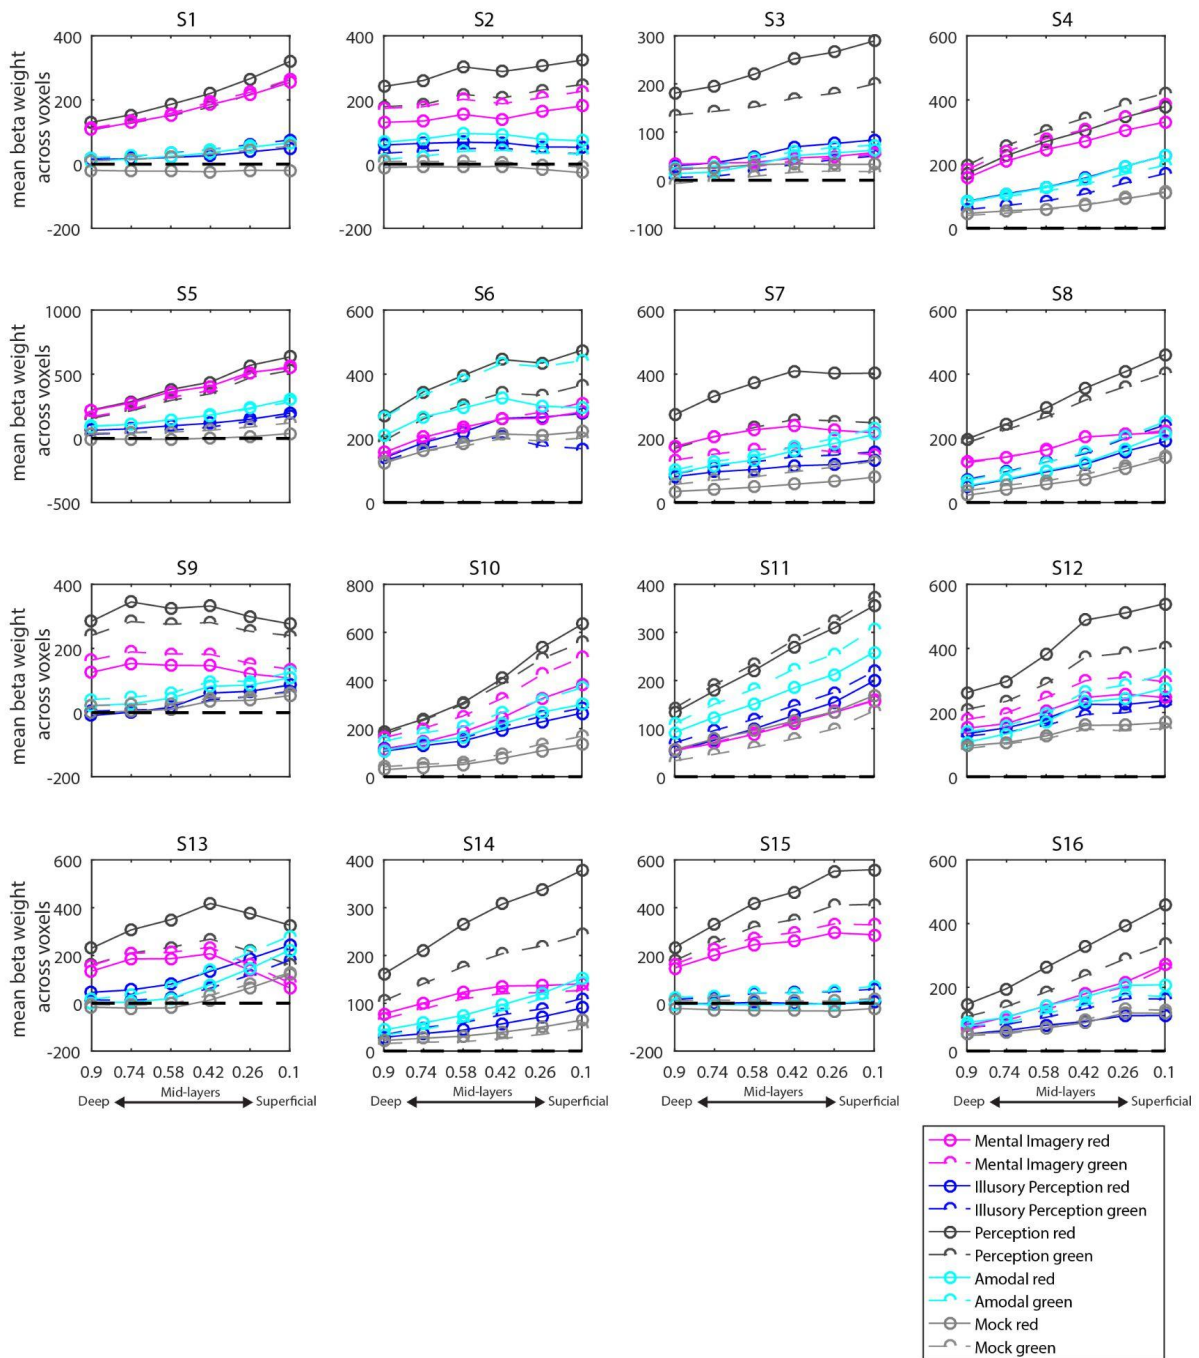 S1
S2
S3
S4
mean beta weight
across voxels
400
200
0
-200
400
200
0
-200
300
200
100
0
-100
600
400
200
0
S5
S6
S7
S8
mean beta weight
across voxels
1000
500
0
-500
600
400
200
0
600
400
200
0
600
400
200
0
S9
S10
S11
S12
mean beta weight
across voxels
400
200
0
-200
800
600
400
200
0
400
300
200
100
0
600
400
200
0
S13
S14
S15
S16
mean beta weight
across voxels
600
400
200
0
-200
400
300
200
100
0
600
400
200
0
-200
600
400
200
0
0.9 0.74 0.58 0.42 0.26 0.1
Mid-layers
Deep Superficial
0.9 0.74 0.58 0.42 0.26 0.1
Mid-layers
Deep Superficial
0.9 0.74 0.58 0.42 0.26 0.1
Mid-layers
Deep Superficial
0.9 0.74 0.58 0.42 0.26 0.1
Mid-layers
Deep Superficial
Mental Imagery red
Mental Imagery green
Illusory Perception red
Illusory Perception green
Perception red
Perception green
Amodal red
Amodal green
Mock red
Mock green